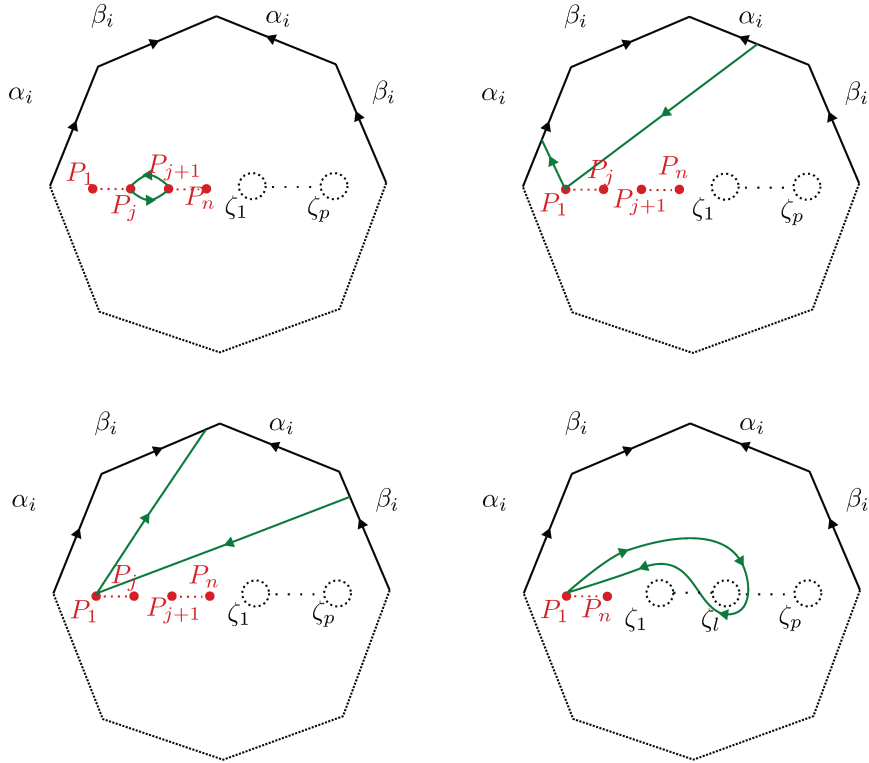 β_i α_i
α_i β_i
P_1 P_{j+1}
P_j P_n ζ_1 ζ_p
β_i α_i
α_i β_i
P_j P_n
P_1 P_{j+1} ζ_1 ζ_p
β_i α_i
α_i β_i
P_j P_n
P_1 P_{j+1} ζ_1 ζ_p
β_i α_i
α_i β_i
P_1 P_n ζ_1 ζ_l ζ_p